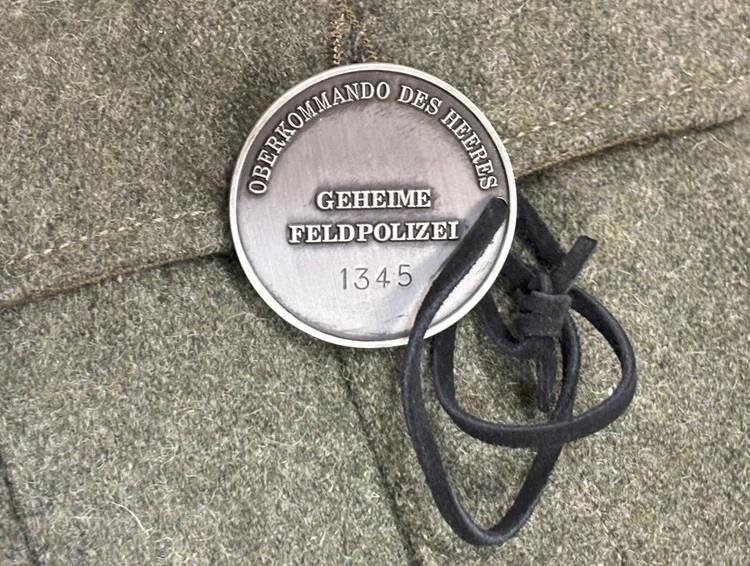 OBERKOMMANDO DES HEERES
GEHEIME
FELDPOLIZEI
1345